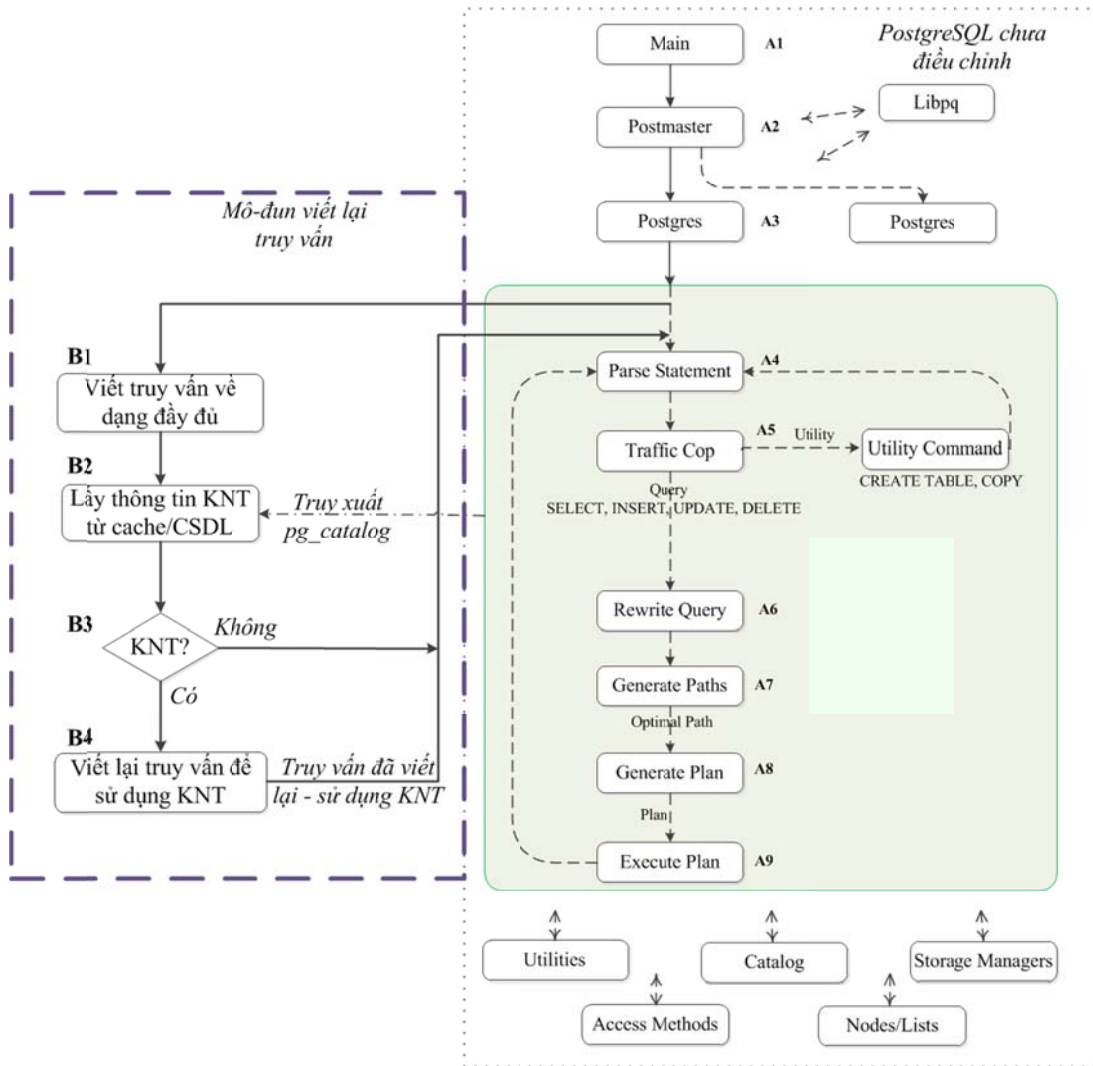 PostgreSQL chưa
điều chỉnh
Main
A1
Libpq
Postmaster
A2
Postgres
A3
Postgres
Mô-đun viết lại
truy vấn
B1
Viết truy vấn về
dạng đầy đủ
B2
Lấy thông tin KNT
từ cache/CSDL
Truy xuất
pg_catalog
B3
KNT?
Không
Có
B4
Viết lại truy vấn để
sử dụng KNT
Truy vấn đã viết
lại - sử dụng KNT
Parse Statement
A4
Traffic Cop
A5
Utility
Utility Command
CREATE TABLE, COPY
Query
SELECT, INSERT, UPDATE, DELETE
Rewrite Query
A6
Generate Paths
A7
Optimal Path
Generate Plan
A8
Plan
Execute Plan
A9
Utilities
Catalog
Storage Managers
Access Methods
Nodes/Lists